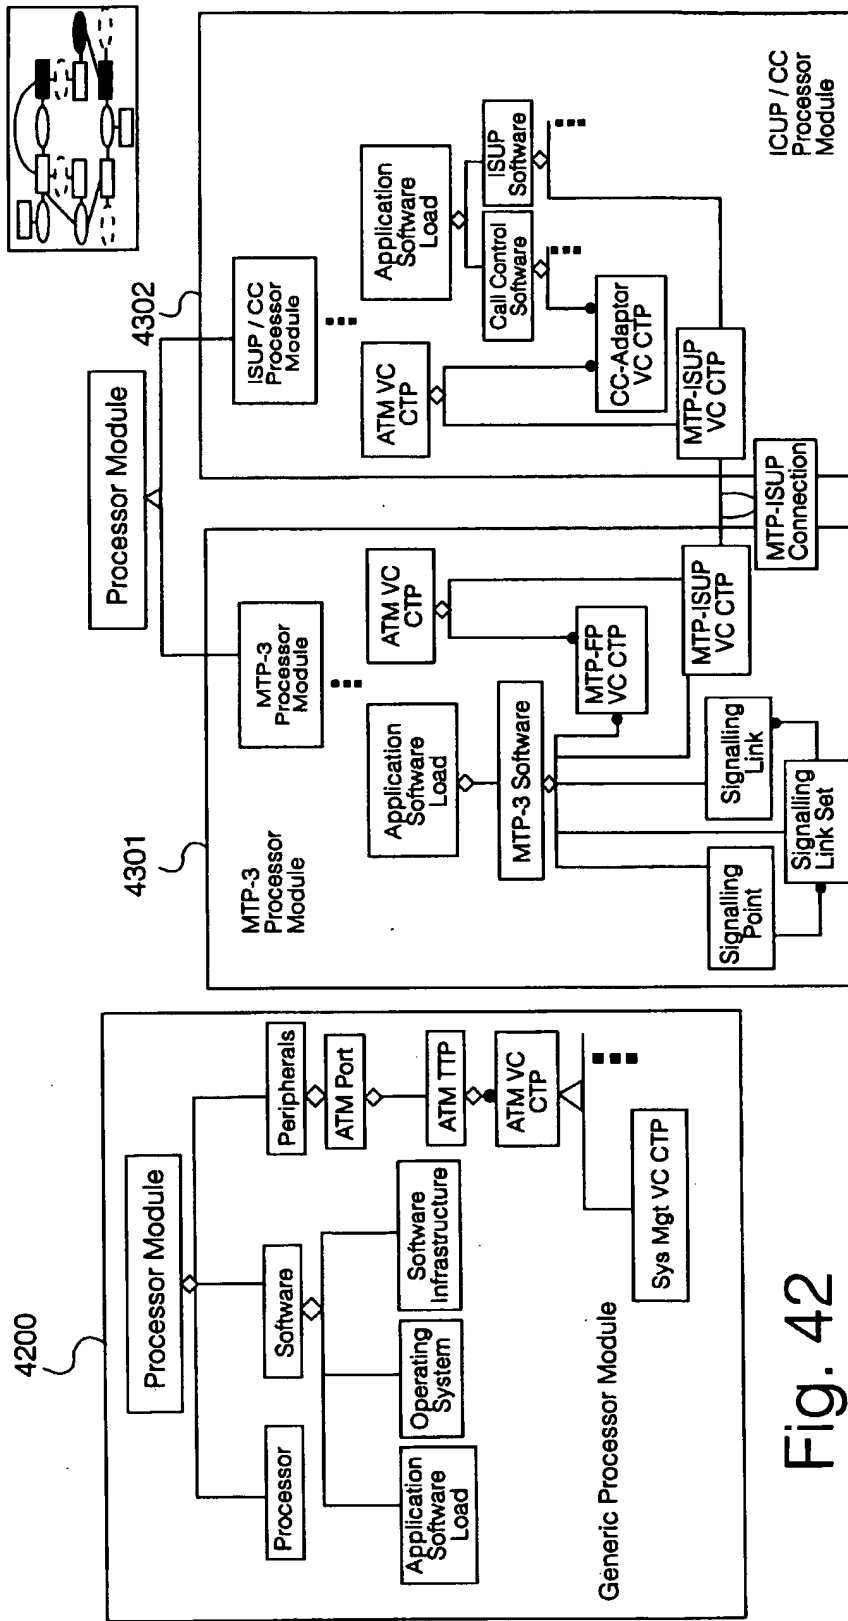 4200
Processor Module
Processor
Software
Peripherals
ATM Port
ATM TTP
ATM VC
CTP
Application
Software
Load
Operating
System
Software
Infrastructure
Sys Mgt VC CTP
Generic Processor Module
Fig. 42
Processor Module
4301
MTP-3
Processor
Module
MTP-3
Processor
Module
Application
Software
Load
ATM VC
CTP
MTP-3 Software
MTP-FP
VC CTP
MTP-ISUP
VC CTP
Signalling
Point
Signalling
Link Set
Signalling
Link
MTP-ISUP
Connection
4302
ISUP / CC
Processor
Module
ATM VC
CTP
Application
Software
Load
Call Control
Software
ISUP
Software
CC-Adaptor
VC CTP
MTP-ISUP
VC CTP
ICUP / CC
Processor
Module